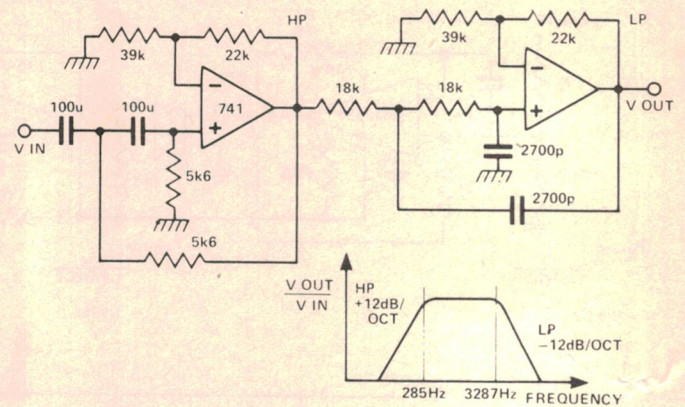 HP
39k
22k
100u
100u
741
V IN
5k6
5k6
18k
18k
LP
39k
22k
V OUT
2700p
2700p
V OUT
V IN
HP
+12dB/
OCT
LP
−12dB/OCT
285Hz
3287Hz
FREQUENCY